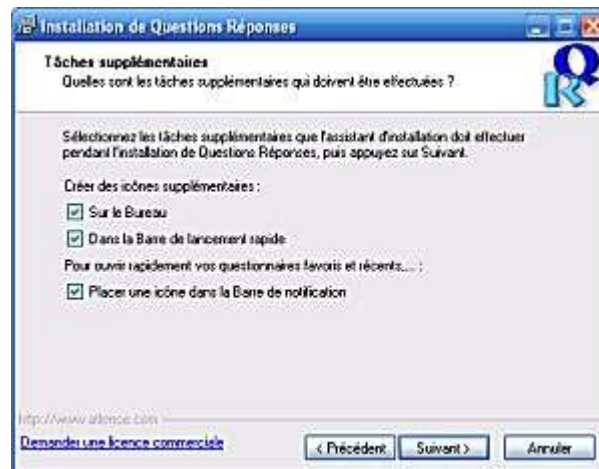 Installation de Questions Réponses
Tâches supplémentaires
Quelles sont les tâches supplémentaires qui doivent être effectuées ?
QR
Sélectionnez les tâches supplémentaires que l'assistant d'installation doit effectuer
pendant l'installation de Questions Réponses, puis appuyez sur Suivant.
Créer des icônes supplémentaires :
Sur le Bureau
Dans la Barre de lancement rapide
Pour ouvrir rapidement vos questionnaires favoris et récents... :
Placer une icône dans la Barre de notification
Demander une licence commerciale
< Précédent
Suivant >
Annuler